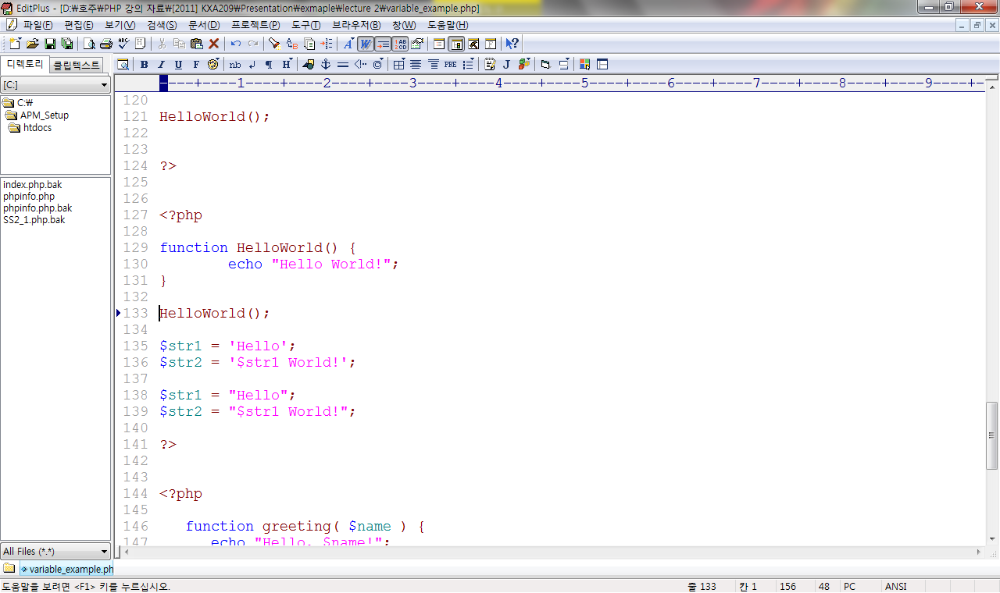 EditPlus - [D:￦호주￦PHP 강의 자료￦[2011] KXA209￦Presentation￦exmaple￦lecture 2￦variable_example.php]
파일(F) 편집(E) 보기(V) 검색(S) 문서(D) 프로젝트(P) 도구(T) 브라우저(B) 창(W) 도움말(H)
B I U F nb ¶ H PRE J
디렉토리 클립텍스트
[C:]
C:￦
APM_Setup
htdocs
index.php.bak
phpinfo.php
phpinfo.php.bak
SS2_1.php.bak
All Files (*.*)
----+----1----+----2----+----3----+----4----+----5----+----6----+----7----+----8----+----9----+--
120
121 HelloWorld();
122
123
124 ?>
125
126
127 <?php
128
129 function HelloWorld() {
130 echo "Hello World!";
131 }
132
133 HelloWorld();
134
135 $str1 = 'Hello';
136 $str2 = '$str1 World!';
137
138 $str1 = "Hello";
139 $str2 = "$str1 World!";
140
141 ?>
142
143
144 <?php
145
146 function greeting( $name ) {
147 echo "Hello, $name!";
variable_example.ph
도움말을 보려면 <F1> 키를 누르십시오. 줄 133 칸 1 156 48 PC ANSI